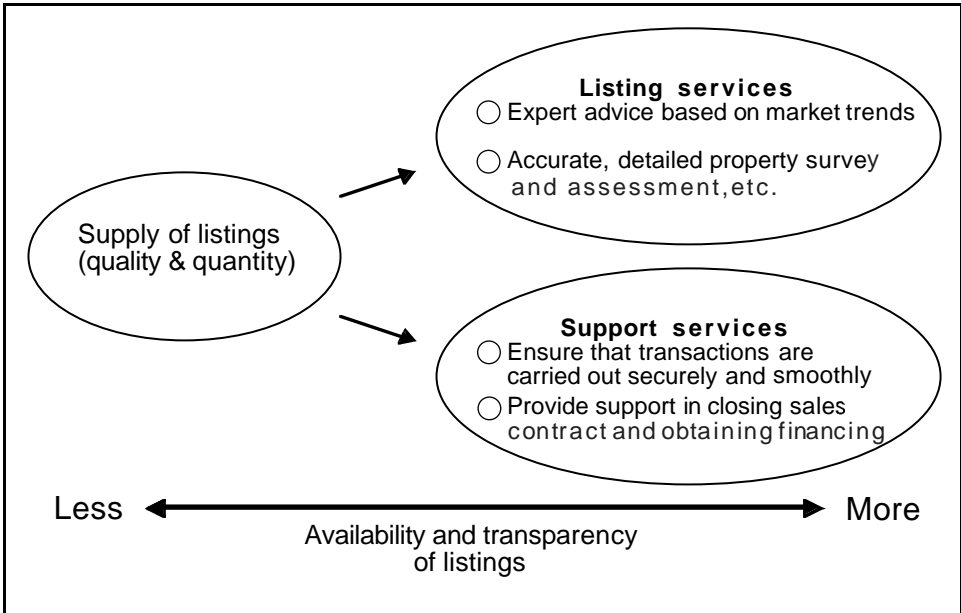 Listing services
○ Expert advice based on market trends
○ Accurate, detailed property survey
and assessment, etc.
Supply of listings
(quality & quantity)
Support services
○ Ensure that transactions are
carried out securely and smoothly
○ Provide support in closing sales
contract and obtaining financing
Less
More
Availability and transparency
of listings